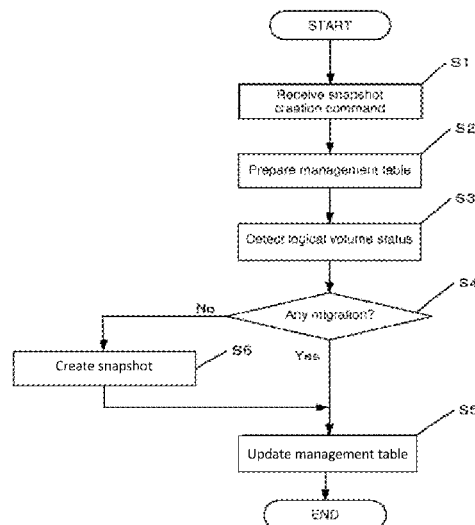 START
S1
Receive snapshot
creation command
S2
Prepare management table
S3
Detect logical volume status
S4
Any migration?
No
Yes
S6
Create snapshot
S5
Update management table
END